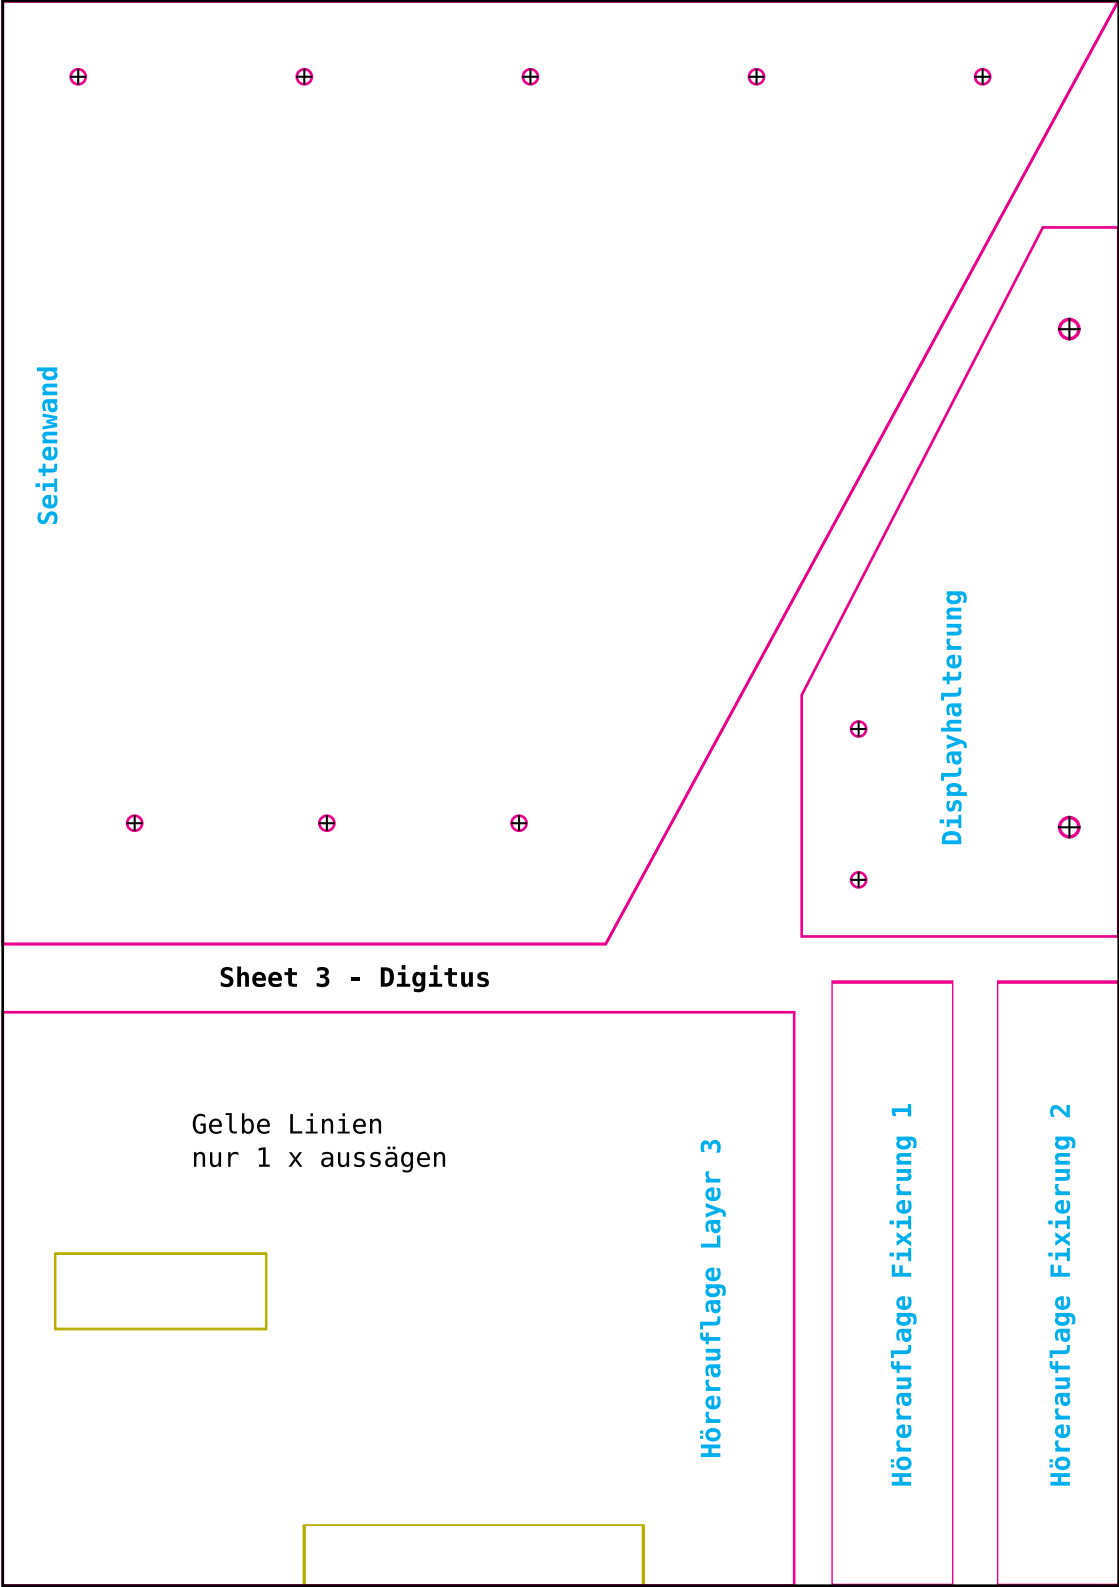 Seitenwand
Displayhalterung
Sheet 3 - Digitus
Gelbe Linien
nur 1 x aussägen
Hörerauflage Layer 3
Hörerauflage Fixierung 1
Hörerauflage Fixierung 2